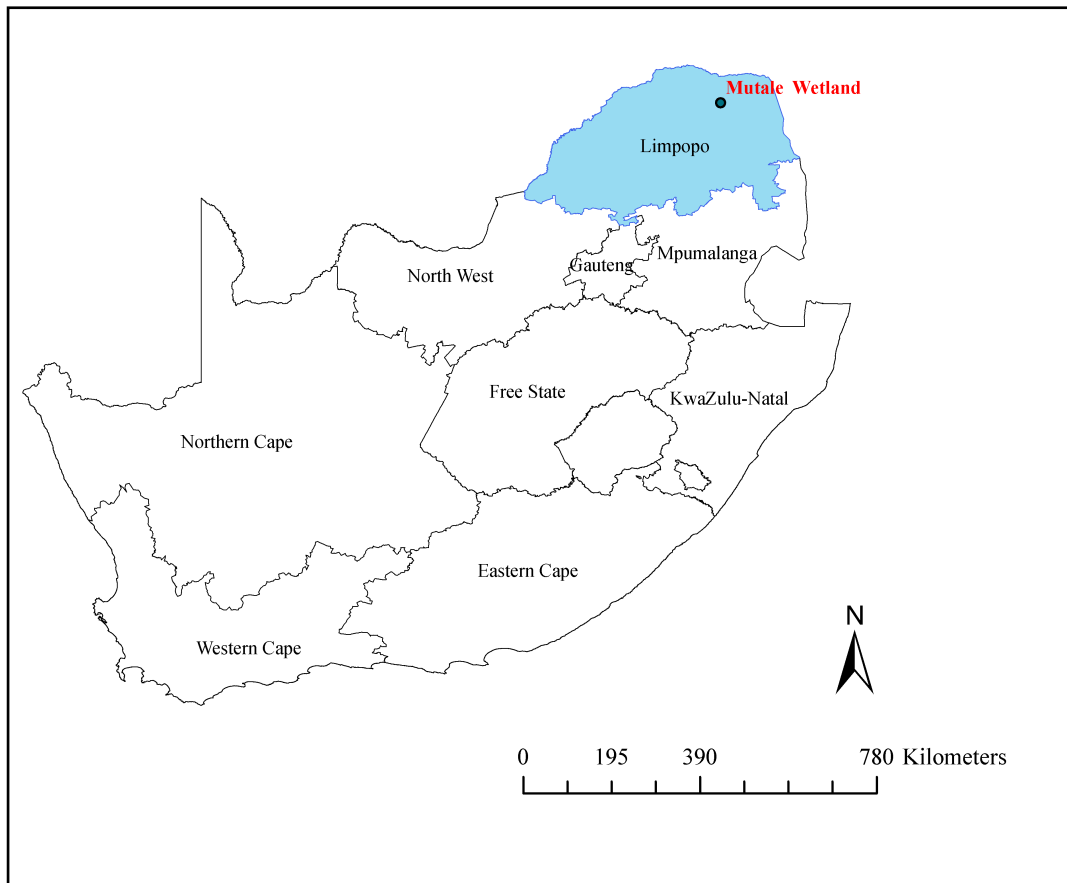 Mutale Wetland
Limpopo
Mpumalanga
Gauteng
North West
Free State
KwaZulu-Natal
Northern Cape
Eastern Cape
Western Cape
N
0 195 390 780 Kilometers